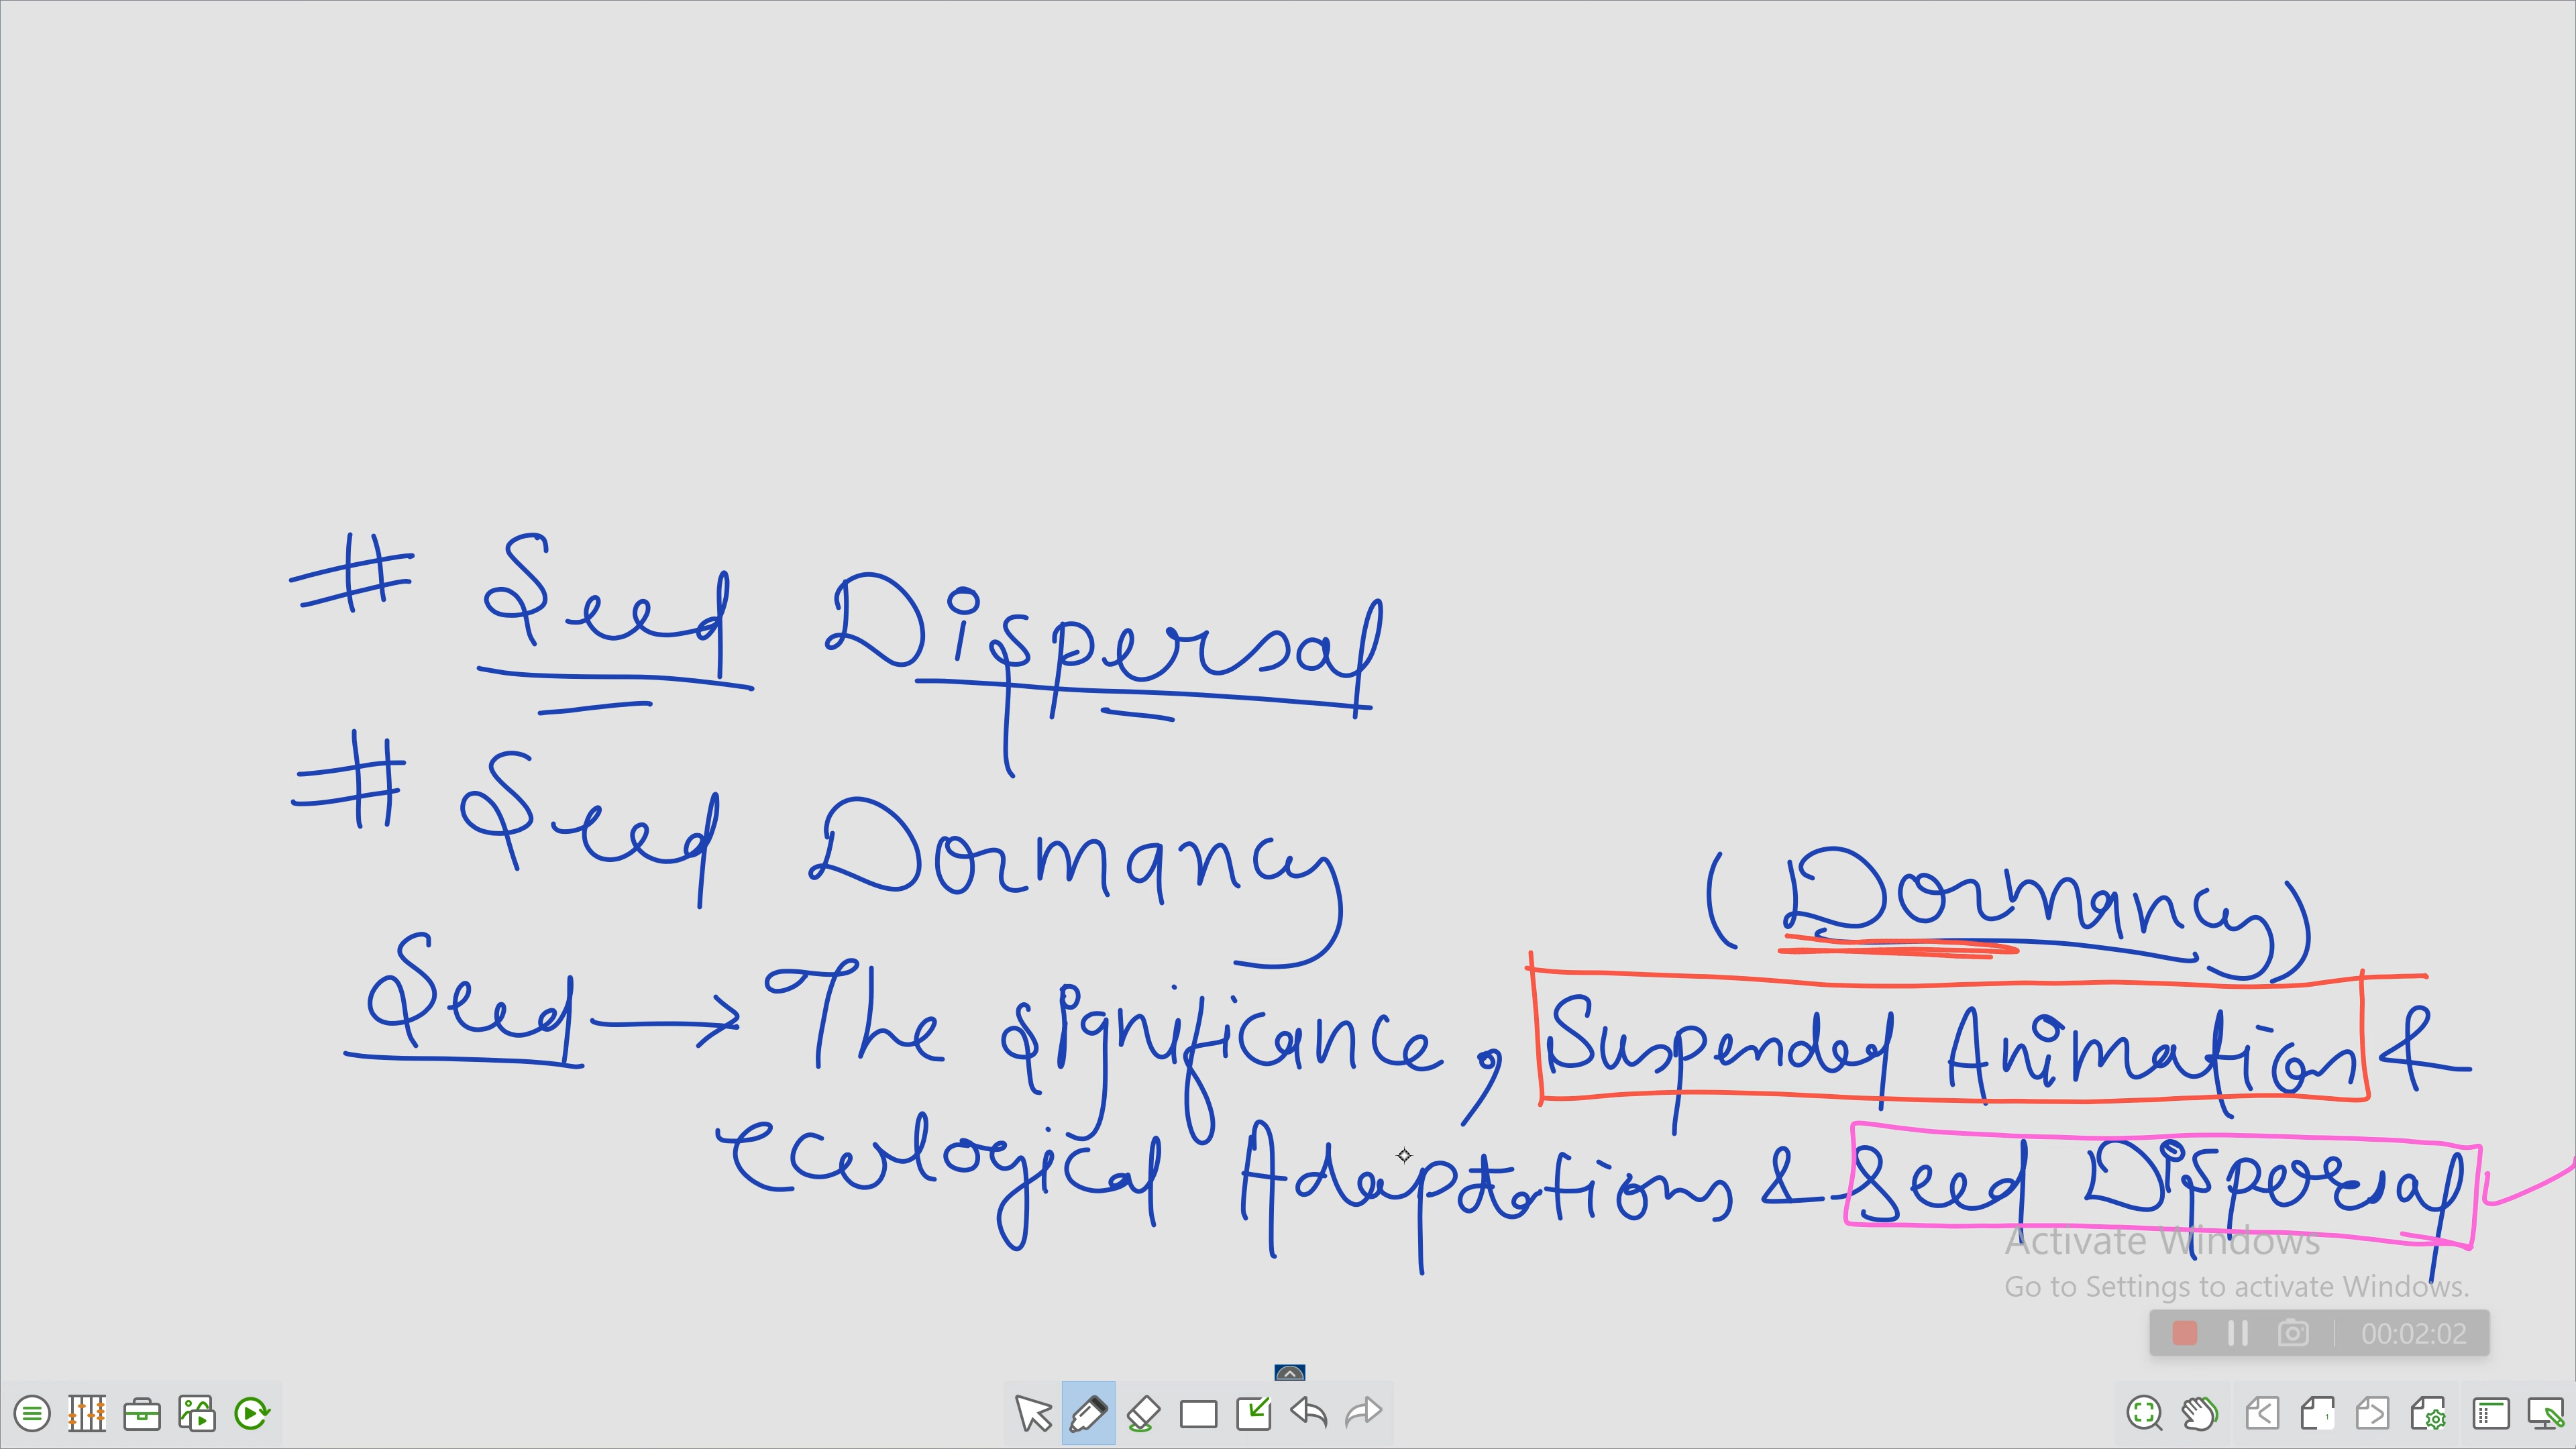 # Seed Dispersal
# Seed Dormancy
(Dormancy)
Seed → The significance, Suspended Animation &
Ecological Adaptations & Seed Dispersal
Activate Windows
Go to Settings to activate Windows.
00:02:02
1